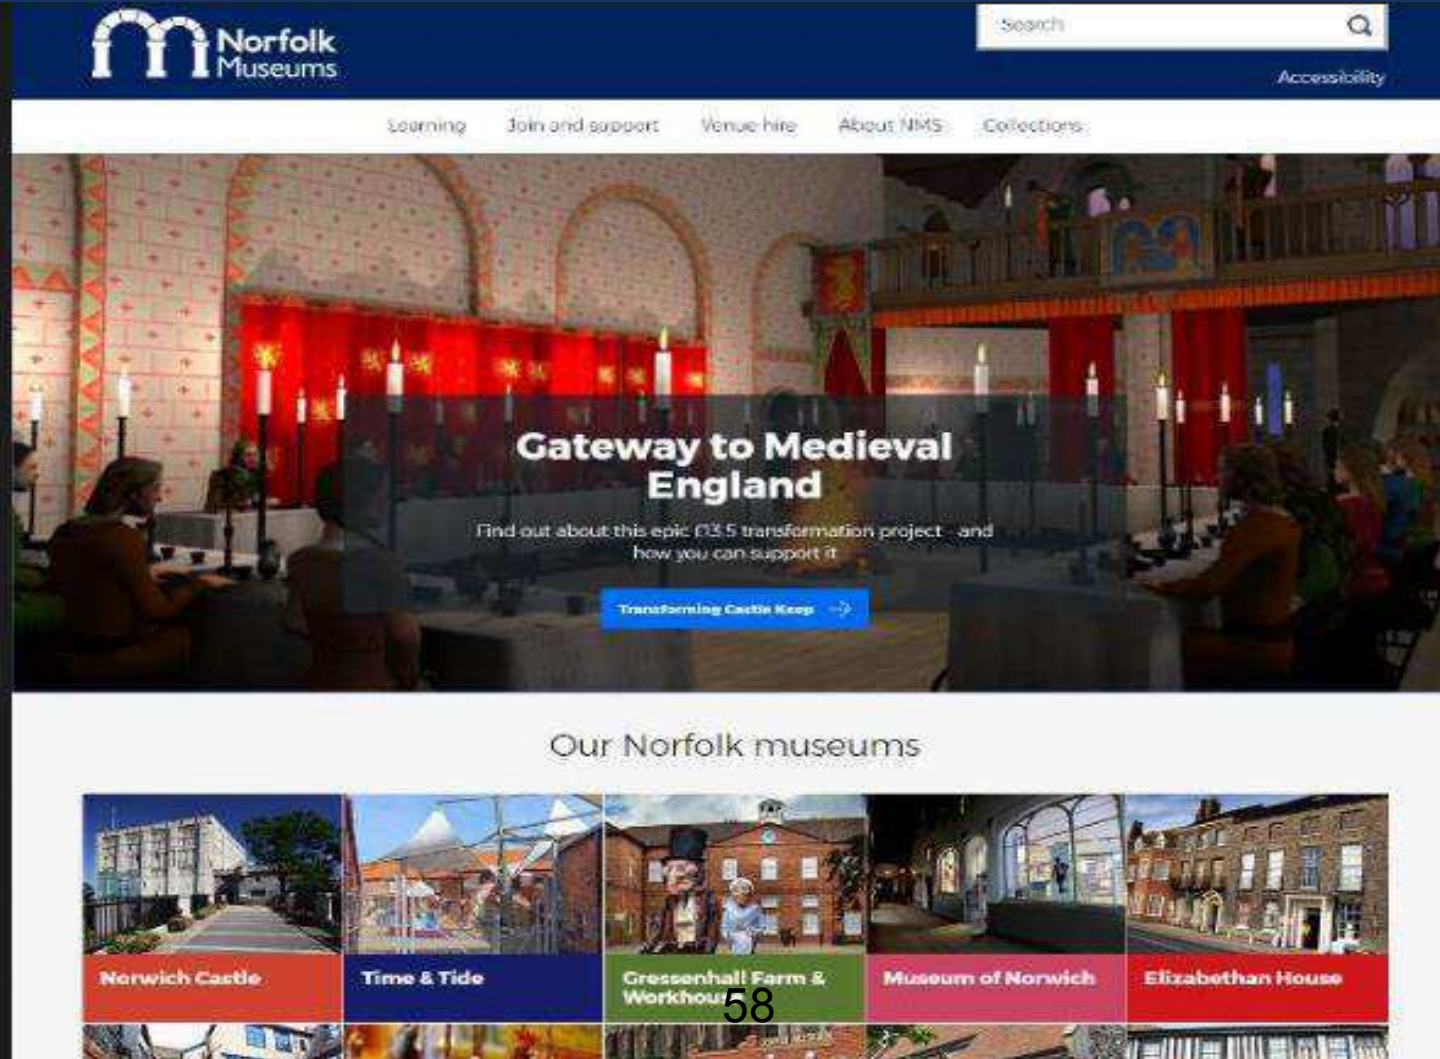 Norfolk
Museums
Search
Accessibility
Learning Join and support Venue hire About NMS Collections
Gateway to Medieval
England
Find out about this epic £13.5 transformation project and
how you can support it
Transforming Castle Keep
Our Norfolk museums
Norwich Castle
Time & Tide
Gressenhall Farm &
Museum of Norwich
Elizabethan House
58